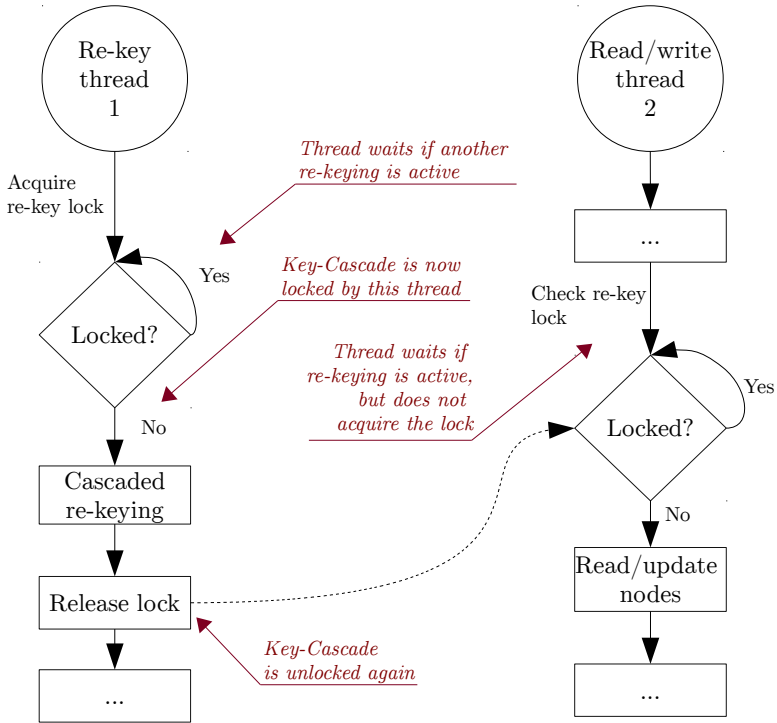 Re-key
thread
1
Acquire
re-key lock
Yes
Locked?
No
Cascaded
re-keying
Release lock
...
Thread waits if another
re-keying is active
Key-Cascade is now
locked by this thread
Thread waits if
re-keying is active,
but does not
acquire the lock
Key-Cascade
is unlocked again
Read/write
thread
2
...
Check re-key
lock
Yes
Locked?
No
Read/update
nodes
...